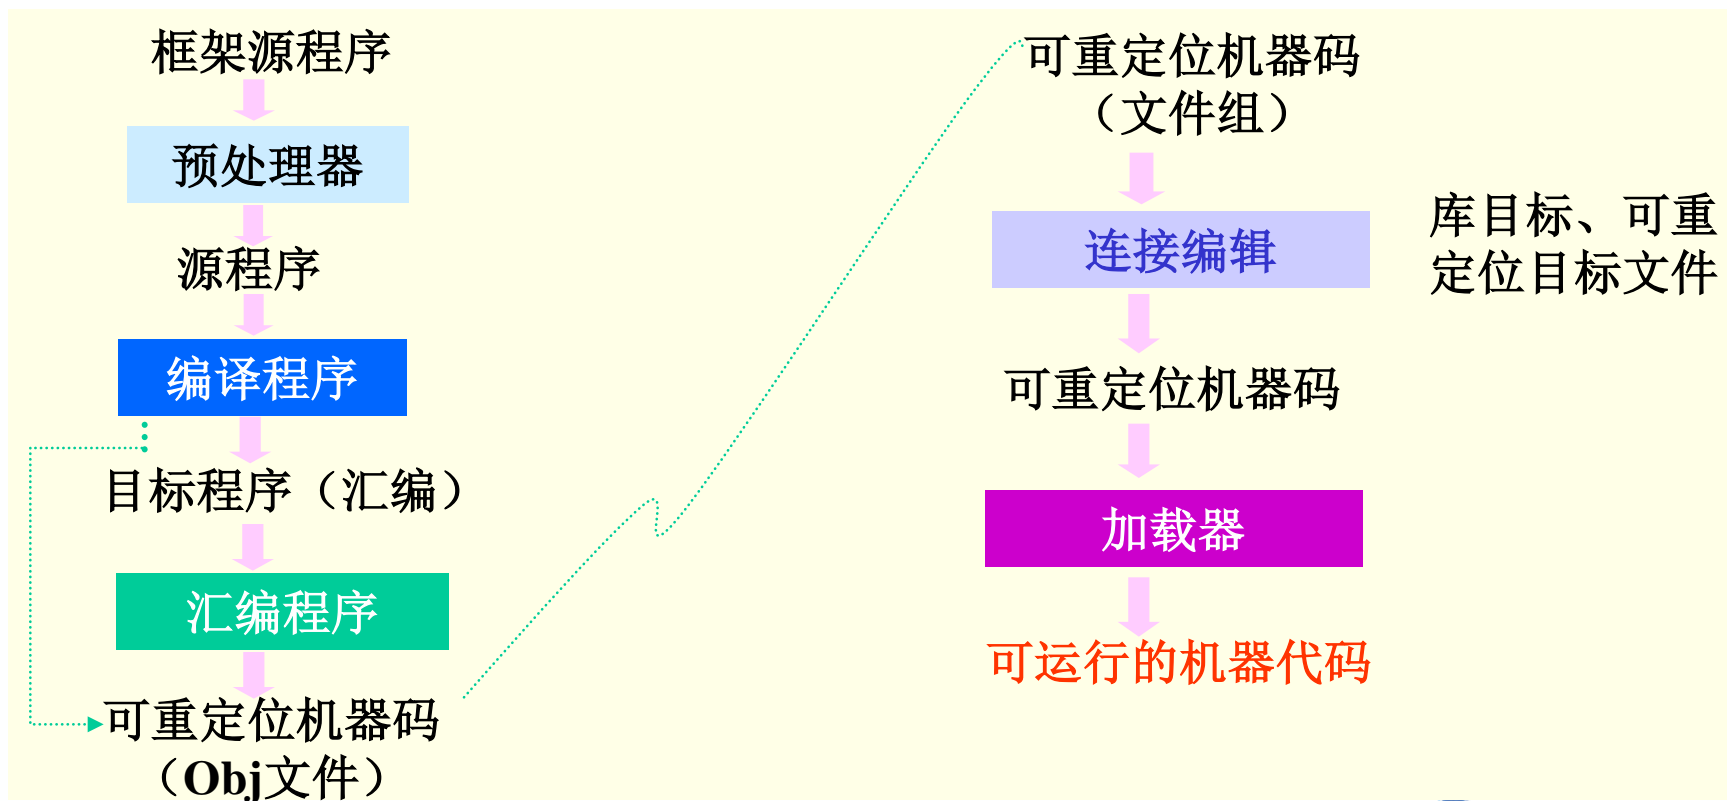 框架源程序
预处理器
源程序
编译程序
目标程序（汇编）
汇编程序
可重定位机器码
（Obj文件）
可重定位机器码
（文件组）
连接编辑
库目标、可重
定位目标文件
可重定位机器码
加载器
可运行的机器代码